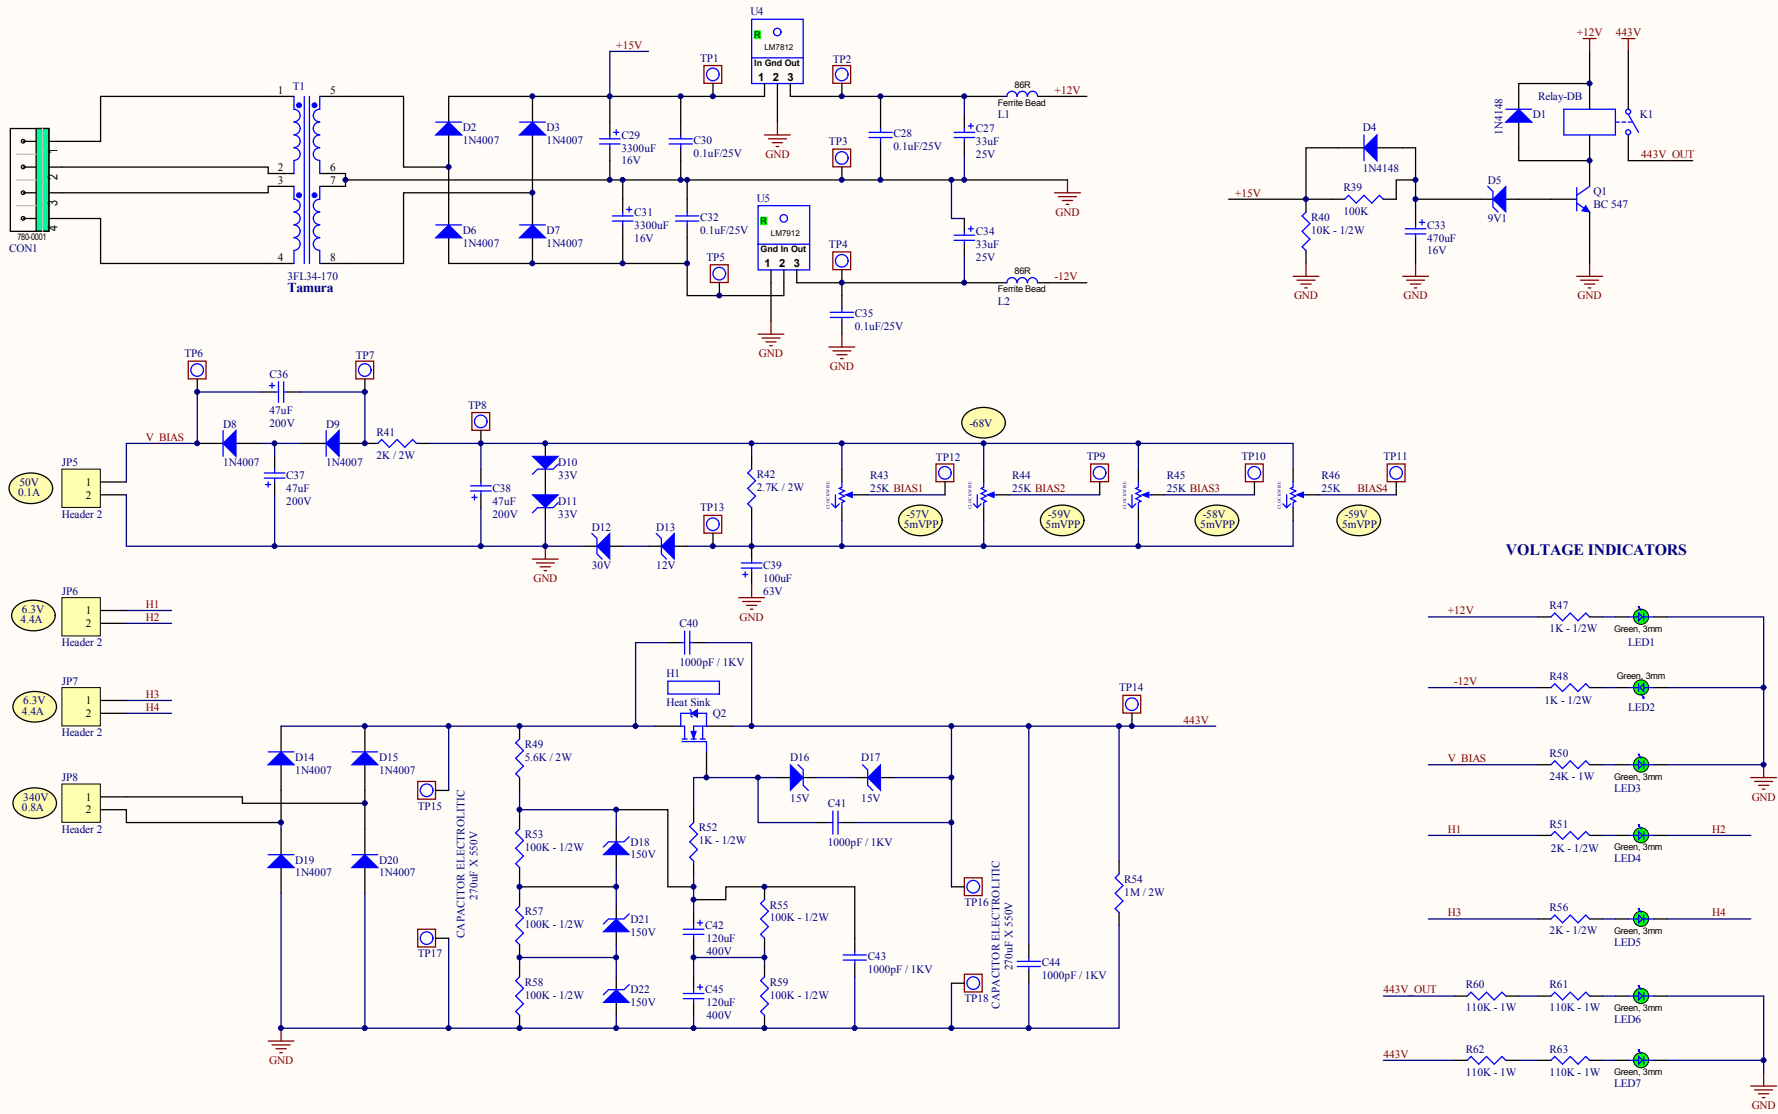 U4
R
LM7812
In Gnd Out
1 2 3
+15V
TP1
TP2
86R
Ferrite Bead
L1
+12V
T1
1
5
2
6
3
7
4
8
3FL34-170
Tamura
1
2
3
4
780-0001
CON1
D2
1N4007
D3
1N4007
C29
3300uF
16V
C30
0.1uF/25V
GND
TP3
C28
0.1uF/25V
C27
33uF
25V
GND
D6
1N4007
D7
1N4007
C31
3300uF
16V
C32
0.1uF/25V
U5
R
LM7912
Gnd In Out
1 2 3
TP5
TP4
C34
33uF
25V
86R
Ferrite Bead
L2
-12V
C35
0.1uF/25V
GND
GND
+12V
443V
1N4148
D1
Relay-DB
K1
443V_OUT
D4
1N4148
+15V
R39
100K
R40
10K - 1/2W
C33
470uF
16V
D5
9V1
Q1
BC 547
GND
GND
GND
TP6
C36
47uF
200V
TP7
V_BIAS
D8
1N4007
D9
1N4007
R41
2K / 2W
TP8
50V
0.1A
JP5
1
2
Header 2
C37
47uF
200V
C38
47uF
200V
D10
33V
D11
33V
GND
D12
30V
D13
12V
TP13
R42
2.7K / 2W
C39
100uF
63V
GND
-68V
R43
25K
BIAS1
TP12
CLOCKWISE
-57V
5mVPP
R44
25K
BIAS2
TP9
CLOCKWISE
-59V
5mVPP
R45
25K
BIAS3
TP10
CLOCKWISE
-58V
5mVPP
R46
25K
BIAS4
TP11
CLOCKWISE
-59V
5mVPP
6.3V
4.4A
JP6
1
2
Header 2
H1
H2
6.3V
4.4A
JP7
1
2
Header 2
H3
H4
340V
0.8A
JP8
1
2
Header 2
D14
1N4007
D15
1N4007
D19
1N4007
D20
1N4007
GND
TP15
TP17
CAPACITOR ELECTROLITIC
270uF X 550V
R49
5.6K / 2W
R53
100K - 1/2W
R57
100K - 1/2W
R58
100K - 1/2W
D18
150V
D21
150V
D22
150V
C40
1000pF / 1KV
H1
Heat Sink
Q2
D16
15V
D17
15V
C41
1000pF / 1KV
R52
1K - 1/2W
C42
120uF
400V
C45
120uF
400V
R55
100K - 1/2W
R59
100K - 1/2W
C43
1000pF / 1KV
TP16
TP18
CAPACITOR ELECTROLITIC
270uF X 550V
C44
1000pF / 1KV
R54
1M / 2W
TP14
443V
VOLTAGE INDICATORS
+12V
R47
1K - 1/2W
Green, 3mm
LED1
-12V
R48
1K - 1/2W
Green, 3mm
LED2
V_BIAS
R50
24K - 1W
Green, 3mm
LED3
GND
H1
R51
2K - 1/2W
Green, 3mm
LED4
H2
H3
R56
2K - 1/2W
Green, 3mm
LED5
H4
443V_OUT
R60
110K - 1W
R61
110K - 1W
Green, 3mm
LED6
443V
R62
110K - 1W
R63
110K - 1W
Green, 3mm
LED7
GND